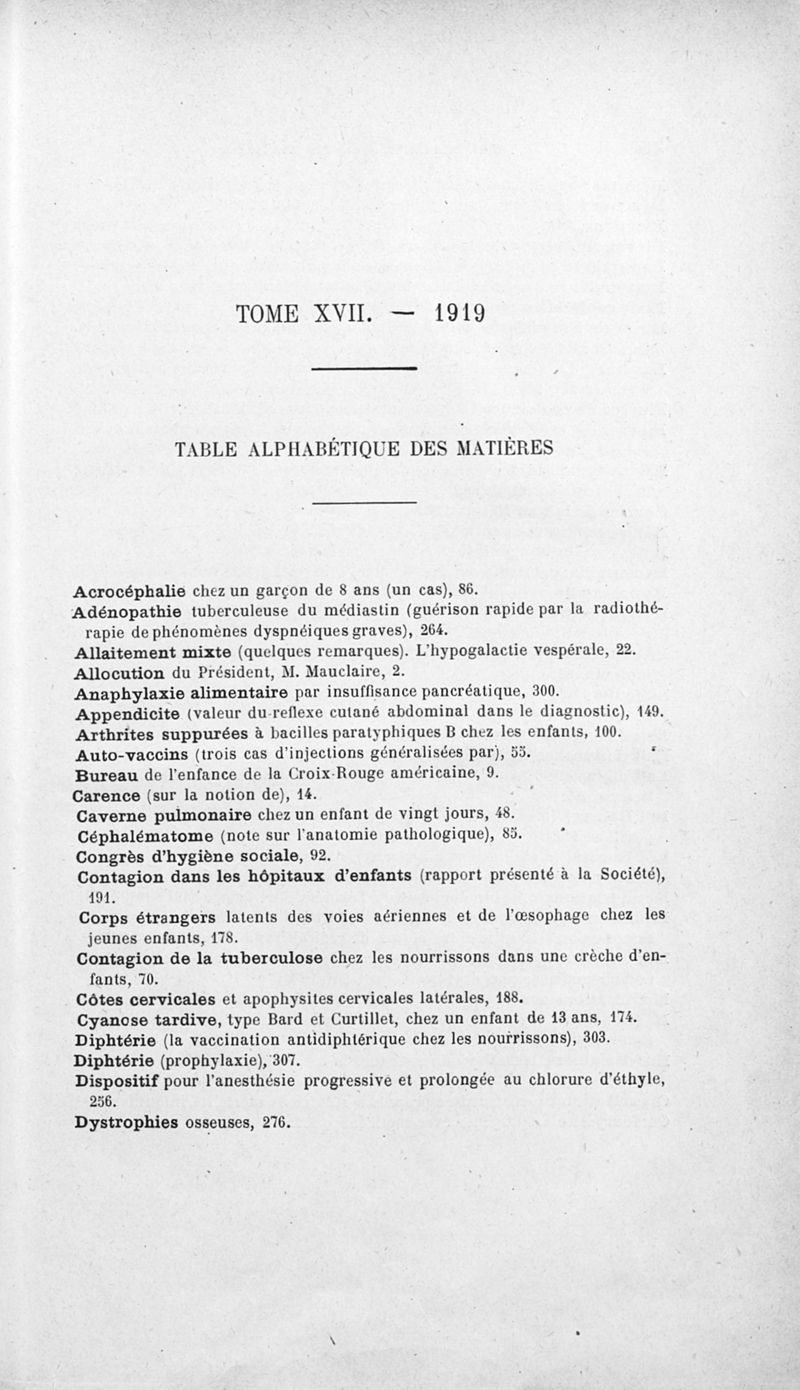 TOME XVII. — 1919
TABLE ALPHABÉTIQUE DES MATIÈRES
Acrocéphalie chez un garçon de 8 ans (un cas), 86.
Adénopathie tuberculeuse du médiastin (guérison rapide par la radiothé-
rapie de phénomènes dyspnéiques graves), 264.
Allaitement mixte (quelques remarques). L'hypogalactie vespérale, 22.
Allocution du Président, M. Mauclaire, 2.
Anaphylaxie alimentaire par insuffisance pancréatique, 300.
Appendicite (valeur du reflexe cutané abdominal dans le diagnostic), 149.
Arthrites suppurées à bacilles paratyphiques B chez les enfants, 100.
Auto-vaccins (trois cas d'injections généralisées par), 55.
Bureau de l'enfance de la Croix-Rouge américaine, 9.
Carence (sur la notion de), 14.
Caverne pulmonaire chez un enfant de vingt jours, 48.
Céphalématome (note sur l'anatomie pathologique), 85.
Congrès d'hygiène sociale, 92.
Contagion dans les hôpitaux d'enfants (rapport présenté à la Société),
191.
Corps étrangers latents des voies aériennes et de l'œsophage chez les
jeunes enfants, 178.
Contagion de la tuberculose chez les nourrissons dans une crèche d'en-
fants, 70.
Côtes cervicales et apophysites cervicales latérales, 188.
Cyanose tardive, type Bard et Curtillet, chez un enfant de 13 ans, 174.
Diphtérie (la vaccination antidiphtérique chez les nourrissons), 303.
Diphtérie (prophylaxie), 307.
Dispositif pour l'anesthésie progressive et prolongée au chlorure d'éthyle,
256.
Dystrophies osseuses, 276.